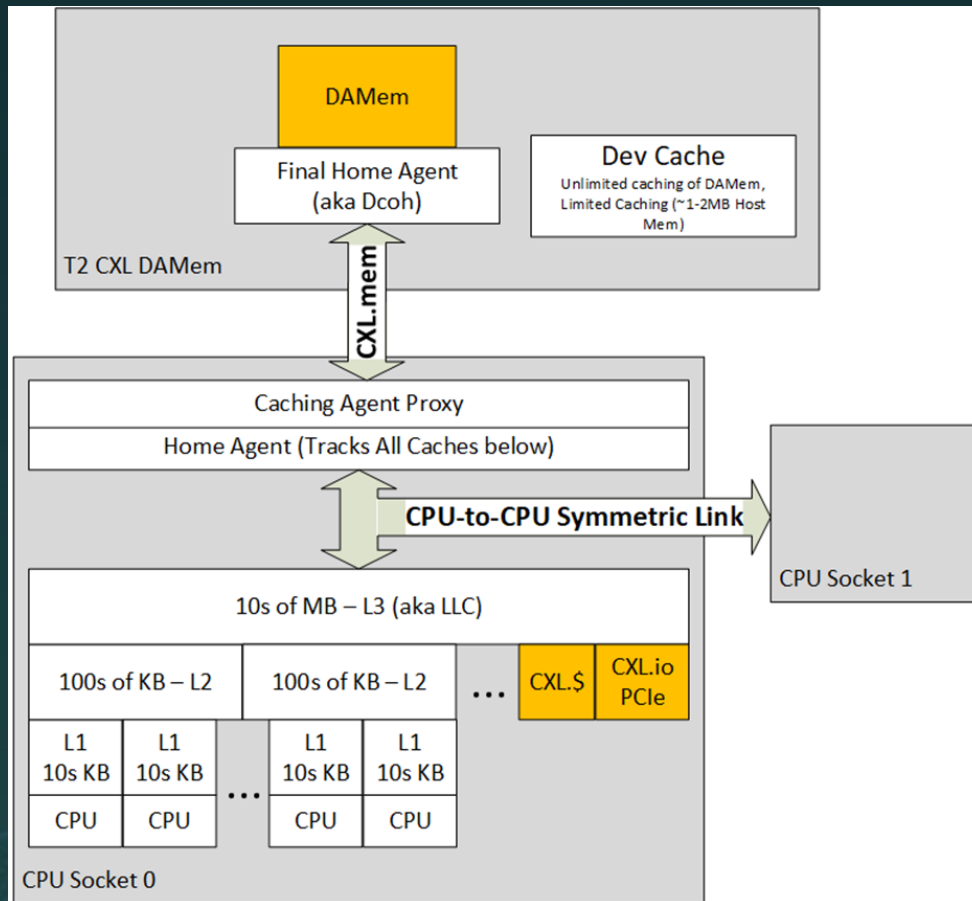 DAMem
Final Home Agent
(aka Dcoh)
Dev Cache
Unlimited caching of DAMem,
Limited Caching (~1-2MB Host
Mem)
T2 CXL DAMem
CXL.mem
Caching Agent Proxy
Home Agent (Tracks All Caches below)
CPU-to-CPU Symmetric Link
CPU Socket 1
10s of MB – L3 (aka LLC)
100s of KB – L2
100s of KB – L2
...
CXL.$
CXL.io
PCIe
L1
10s KB
L1
10s KB
...
L1
10s KB
L1
10s KB
CPU
CPU
CPU
CPU
CPU Socket 0